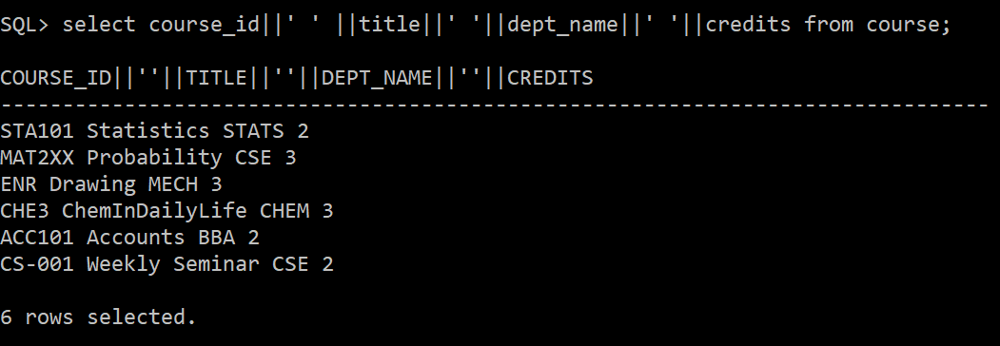 SQL> select course_id||' ' ||title||' '||dept_name||' '||credits from course;
COURSE_ID||''||TITLE||''||DEPT_NAME||''||CREDITS
--------------------------------------------------------------------------------
STA101 Statistics STATS 2
MAT2XX Probability CSE 3
ENR Drawing MECH 3
CHE3 ChemInDailyLife CHEM 3
ACC101 Accounts BBA 2
CS-001 Weekly Seminar CSE 2
6 rows selected.